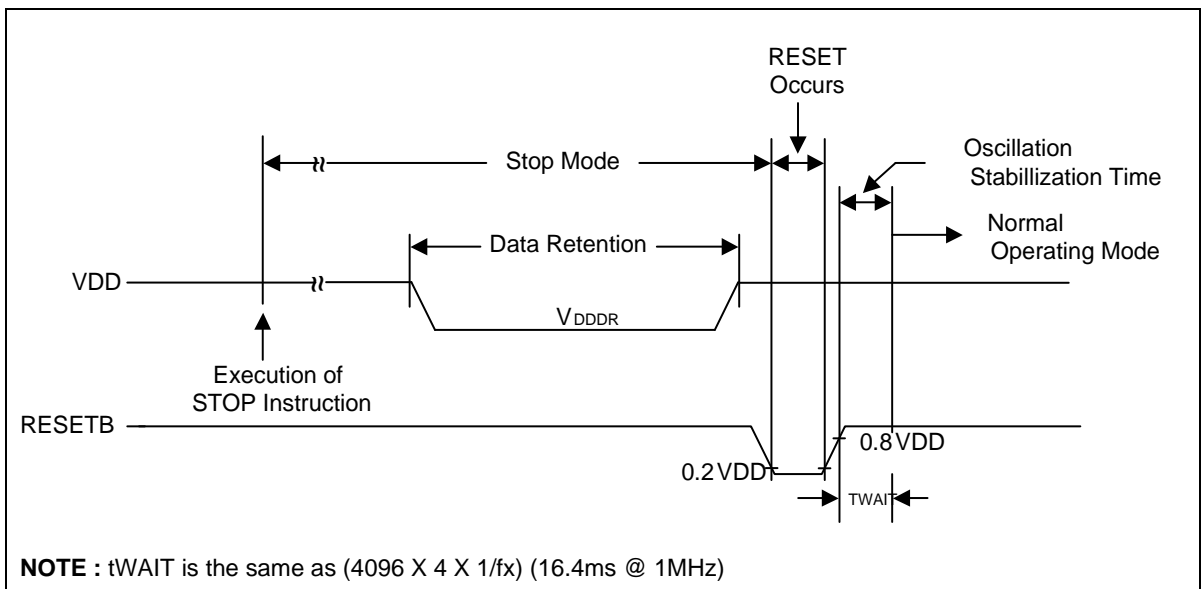 RESET
Occurs
Stop Mode
Oscillation
Stabillization Time
Data Retention
Normal
Operating Mode
VDD
VDDDR
Execution of
STOP Instruction
RESETB
0.8VDD
0.2VDD
TWAIT
NOTE : tWAIT is the same as (4096 X 4 X 1/fx) (16.4ms @ 1MHz)